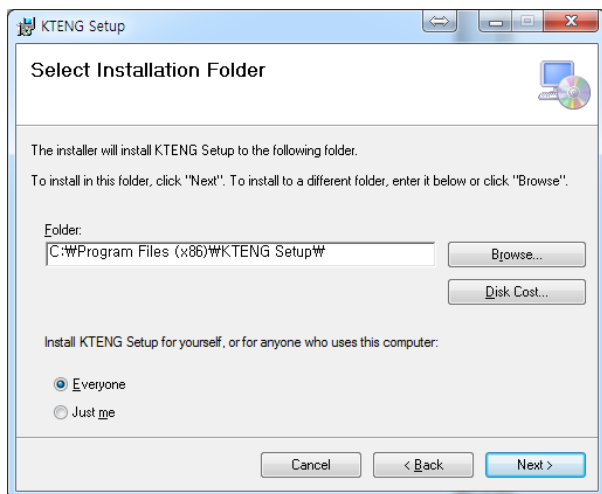 KTENG Setup
Select Installation Folder
The installer will install KTENG Setup to the following folder.
To install in this folder, click "Next". To install to a different folder, enter it below or click "Browse".
Folder:
C:₩Program Files (x86)₩KTENG Setup₩
Browse...
Disk Cost...
Install KTENG Setup for yourself, or for anyone who uses this computer:
Everyone
Just me
Cancel
< Back
Next >